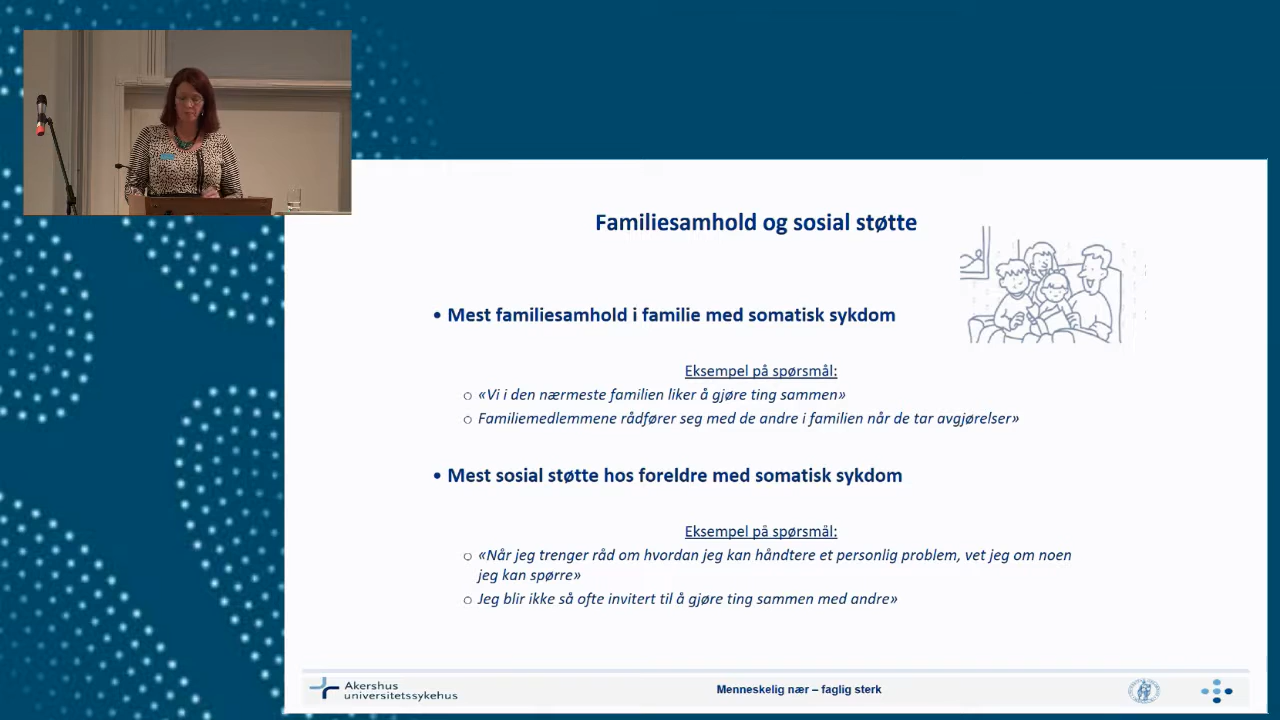 Familiesamhold og sosial støtte
• Mest familiesamhold i familie med somatisk sykdom
Eksempel på spørsmål:
○ «Vi i den nærmeste familien liker å gjøre ting sammen»
○ Familiemedlemmene rådfører seg med de andre i familien når de tar avgjørelser»
• Mest sosial støtte hos foreldre med somatisk sykdom
Eksempel på spørsmål:
○ «Når jeg trenger råd om hvordan jeg kan håndtere et personlig problem, vet jeg om noen
jeg kan spørre»
○ Jeg blir ikke så ofte invitert til å gjøre ting sammen med andre»
Akershus
universitetssykehus
Menneskelig nær – faglig sterk